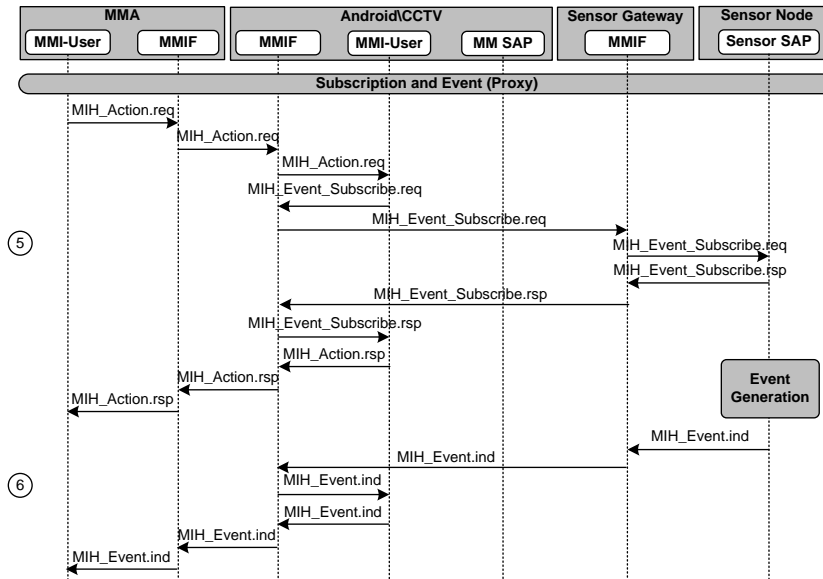 MMA Android\CCTV Sensor Gateway Sensor Node
MMI-User MMIF MMIF MMI-User MM SAP MMIF Sensor SAP
Subscription and Event (Proxy)
MIH_Action.req
MIH_Action.req
MIH_Action.req
MIH_Event_Subscribe.req
MIH_Event_Subscribe.req
5
MIH_Event_Subscribe.req
MIH_Event_Subscribe.rsp
MIH_Event_Subscribe.rsp
MIH_Event_Subscribe.rsp
MIH_Action.rsp
MIH_Action.rsp
MIH_Action.rsp
Event
Generation
MIH_Event.ind
MIH_Event.ind
6
MIH_Event.ind
MIH_Event.ind
MIH_Event.ind
MIH_Event.ind